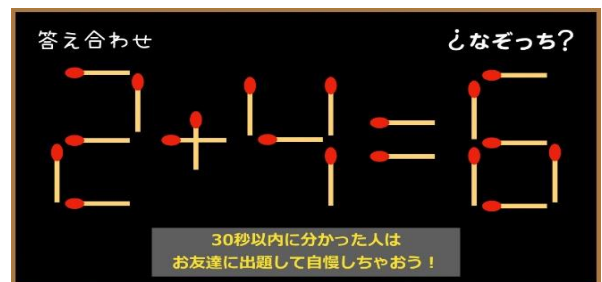 答え合わせ
¿なぞっち?
2+4=6
30秒以内に分かった人は
お友達に出題して自慢しちゃおう！